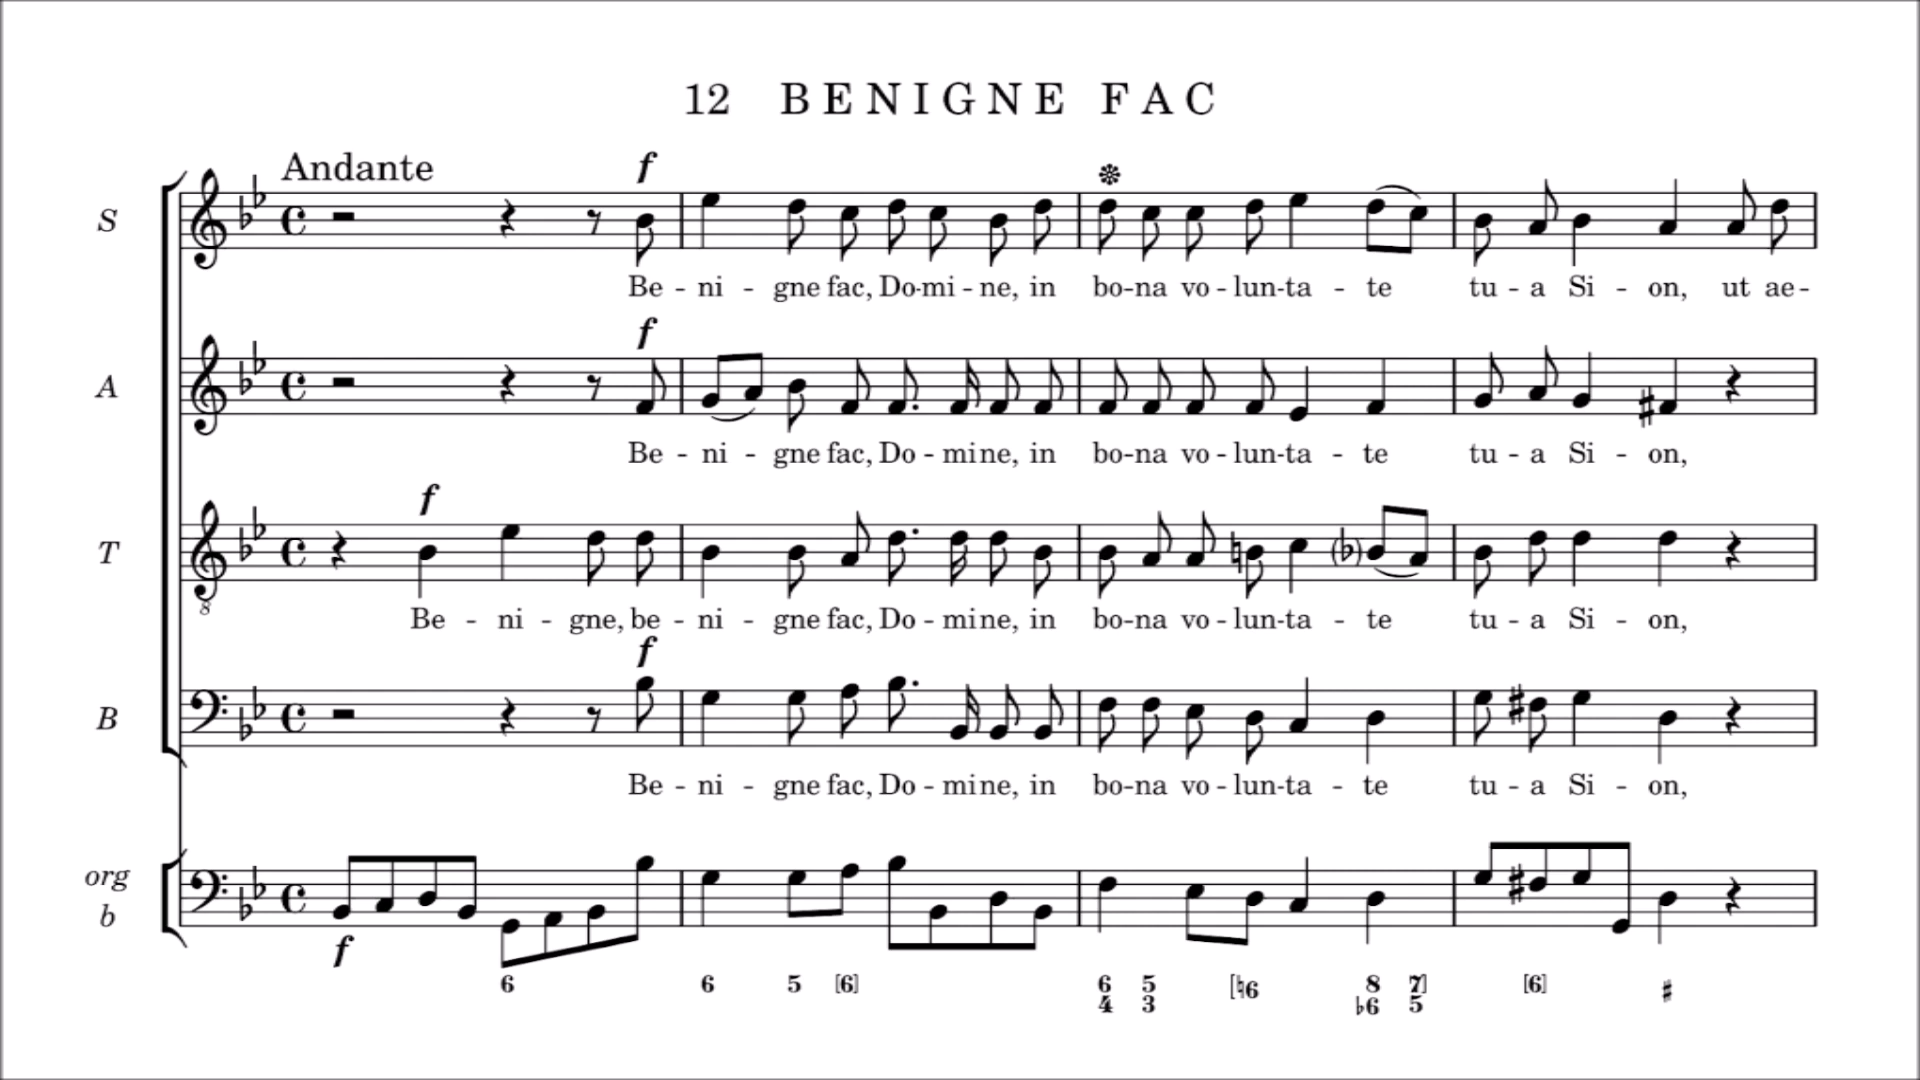 12 BENIGNE FAC
Andante
f
S
Be - ni - gne fac, Do-mi - ne, in bo-na vo - lun-ta - te tu - a Si - on, ut ae -
f
A
Be - ni - gne fac, Do - mine, in bo-na vo - lun-ta - te tu - a Si - on,
f
T
8
Be - ni - gne, be - ni - gne fac, Do - mine, in bo-na vo - lun-ta - te tu - a Si - on,
f
B
Be - ni - gne fac, Do - mine, in bo-na vo - lun-ta - te tu - a Si - on,
org
b
f
6 6 5 [6] 6 5 [♮6 8 7] [6] ♯
4 3 ♭6 5